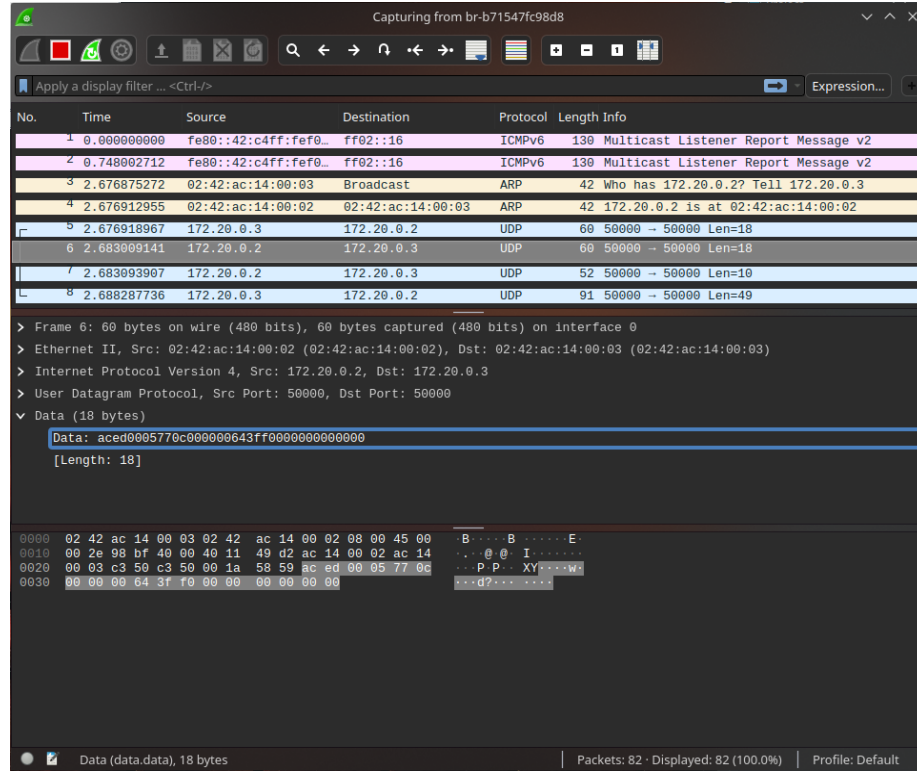 Capturing from br-b71547fc98d8
Apply a display filter ... <Ctrl-/>
Expression...
No. Time Source Destination Protocol Length Info
1 0.000000000 fe80::42:c4ff:fef0… ff02::16 ICMPv6 130 Multicast Listener Report Message v2
2 0.748002712 fe80::42:c4ff:fef0… ff02::16 ICMPv6 130 Multicast Listener Report Message v2
3 2.676875272 02:42:ac:14:00:03 Broadcast ARP 42 Who has 172.20.0.2? Tell 172.20.0.3
4 2.676912955 02:42:ac:14:00:02 02:42:ac:14:00:03 ARP 42 172.20.0.2 is at 02:42:ac:14:00:02
5 2.676918967 172.20.0.3 172.20.0.2 UDP 60 50000 → 50000 Len=18
6 2.683009141 172.20.0.2 172.20.0.3 UDP 60 50000 → 50000 Len=18
7 2.683093907 172.20.0.2 172.20.0.3 UDP 52 50000 → 50000 Len=10
8 2.688287736 172.20.0.3 172.20.0.2 UDP 91 50000 → 50000 Len=49
Frame 6: 60 bytes on wire (480 bits), 60 bytes captured (480 bits) on interface 0
Ethernet II, Src: 02:42:ac:14:00:02 (02:42:ac:14:00:02), Dst: 02:42:ac:14:00:03 (02:42:ac:14:00:03)
Internet Protocol Version 4, Src: 172.20.0.2, Dst: 172.20.0.3
User Datagram Protocol, Src Port: 50000, Dst Port: 50000
Data (18 bytes)
Data: aced0005770c000000643ff0000000000000
[Length: 18]
0000 02 42 ac 14 00 03 02 42 ac 14 00 02 08 00 45 00 ·B·····B ······E·
0010 00 2e 98 bf 40 00 40 11 49 d2 ac 14 00 02 ac 14 ·.··@·@· I·······
0020 00 03 c3 50 c3 50 00 1a 58 59 ac ed 00 05 77 0c ···P·P·· XY····w·
0030 00 00 00 64 3f f0 00 00 00 00 00 00 ···d?··· ····
Data (data.data), 18 bytes
Packets: 82 · Displayed: 82 (100.0%)
Profile: Default